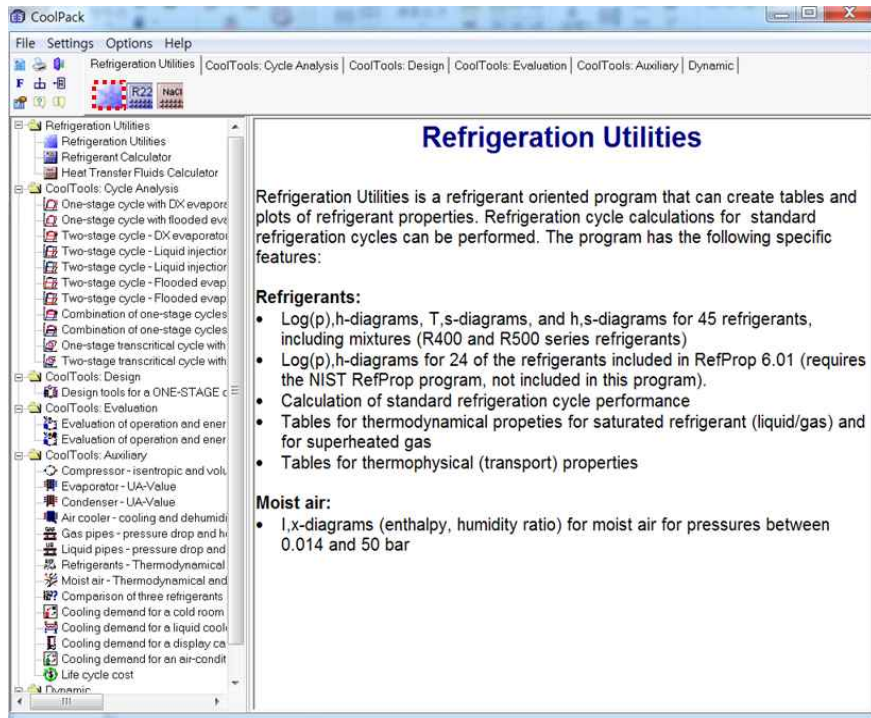 CoolPack
File Settings Options Help
Refrigeration Utilities CoolTools: Cycle Analysis CoolTools: Design CoolTools: Evaluation CoolTools: Auxiliary Dynamic
F
R22 NaCl
Refrigeration Utilities
Refrigeration Utilities
Refrigerant Calculator
Heat Transfer Fluids Calculator
CoolTools: Cycle Analysis
One-stage cycle with DX evapora
One-stage cycle with flooded eva
Two-stage cycle - DX evaporator
Two-stage cycle - Liquid injection
Two-stage cycle - Liquid injection
Two-stage cycle - Flooded evap
Two-stage cycle - Flooded evap
Combination of one-stage cycles
Combination of one-stage cycles
One-stage transcritical cycle with
Two-stage transcritical cycle with
CoolTools: Design
Design tools for a ONE-STAGE c
CoolTools: Evaluation
Evaluation of operation and ener
Evaluation of operation and ener
CoolTools: Auxiliary
Compressor - isentropic and volu
Evaporator - UA-Value
Condenser - UA-Value
Air cooler - cooling and dehumidi
Gas pipes - pressure drop and he
Liquid pipes - pressure drop and
Refrigerants - Thermodynamical
Moist air - Thermodynamical and
Comparison of three refrigerants
Cooling demand for a cold room
Cooling demand for a liquid coole
Cooling demand for a display ca
Cooling demand for an air-condit
Life cycle cost
Dynamic
Refrigeration Utilities
Refrigeration Utilities is a refrigerant oriented program that can create tables and
plots of refrigerant properties. Refrigeration cycle calculations for standard
refrigeration cycles can be performed. The program has the following specific
features:
Refrigerants:
• Log(p),h-diagrams, T,s-diagrams, and h,s-diagrams for 45 refrigerants,
including mixtures (R400 and R500 series refrigerants)
• Log(p),h-diagrams for 24 of the refrigerants included in RefProp 6.01 (requires
the NIST RefProp program, not included in this program).
• Calculation of standard refrigeration cycle performance
• Tables for thermodynamical propeties for saturated refrigerant (liquid/gas) and
for superheated gas
• Tables for thermophysical (transport) properties
Moist air:
• I,x-diagrams (enthalpy, humidity ratio) for moist air for pressures between
0.014 and 50 bar